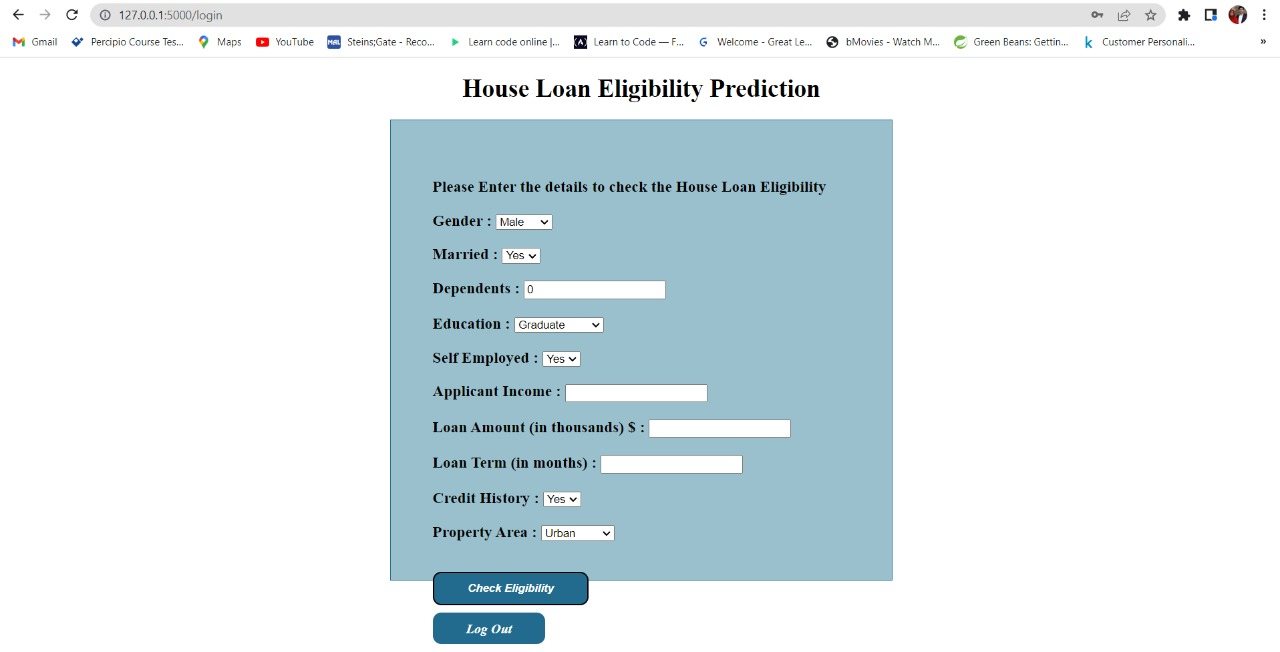 127.0.0.1:5000/login
Gmail Percipio Course Tes... Maps YouTube MAL Steins;Gate - Reco... Learn code online |... Learn to Code — F... Welcome - Great Le... bMovies - Watch M... Green Beans: Gettin... Customer Personali... »
House Loan Eligibility Prediction
Please Enter the details to check the House Loan Eligibility
Gender : Male
Married : Yes
Dependents : 0
Education : Graduate
Self Employed : Yes
Applicant Income :
Loan Amount (in thousands) $ :
Loan Term (in months) :
Credit History : Yes
Property Area : Urban
Check Eligibility
Log Out